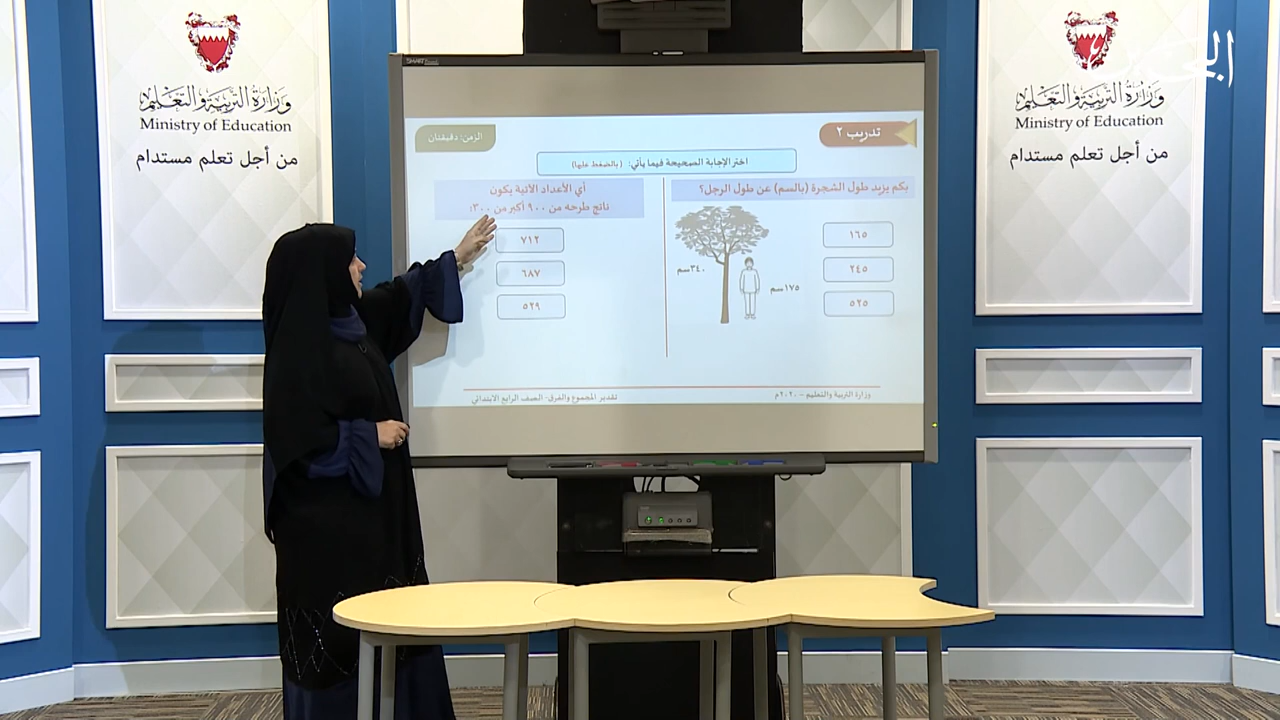 البحرين
وزارة التربية والتعليم
Ministry of Education
من أجل تعلم مستدام
وزارة التربية والتعليم
Ministry of Education
من أجل تعلم مستدام
SMART
تدريب ٢
الزمن: دقيقتان
اختر الإجابة الصحيحة فيما يأتي: (بالضغط عليها)
بكم يزيد طول الشجرة (بالسم) عن طول الرجل؟
١٦٥
٢٤٥
٥٢٥
٣٤٠سم
١٧٥سم
أي الأعداد الآتية يكون
ناتج طرحه من ٩٠٠ أكبر من ٣٠٠؟
٧١٢
٦٨٧
٥٢٩
وزارة التربية والتعليم - ٢٠٢٠م
تقدير المجموع والفرق- الصف الرابع الابتدائي